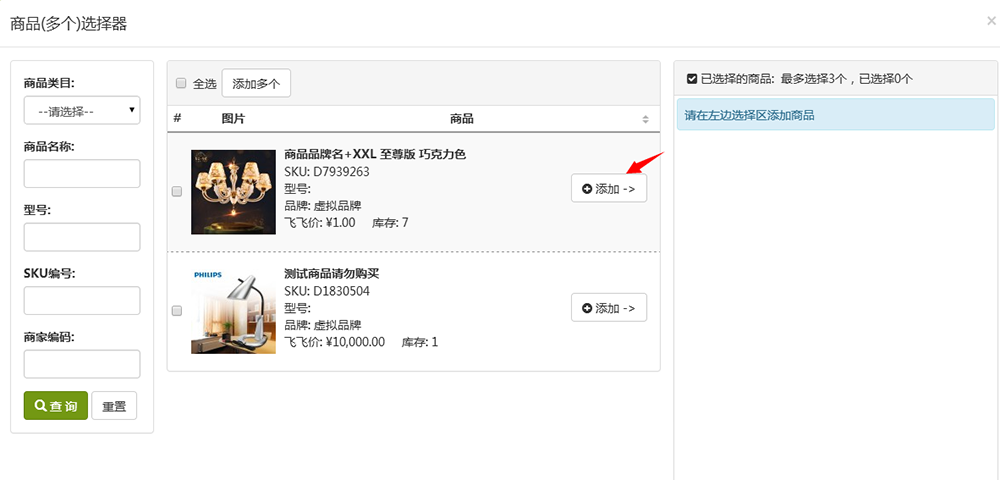 商品(多个)选择器
×
商品类目:
--请选择--
商品名称:
型号:
SKU编号:
商家编码:
查 询
重置
全选
添加多个
# 图片 商品
商品品牌名+XXL 至尊版 巧克力色
SKU: D7939263
型号:
品牌: 虚拟品牌
飞飞价: ¥1.00 库存: 7
添加 ->
PHILIPS
测试商品请勿购买
SKU: D1830504
型号:
品牌: 虚拟品牌
飞飞价: ¥10,000.00 库存: 1
添加 ->
已选择的商品: 最多选择3个，已选择0个
请在左边选择区添加商品